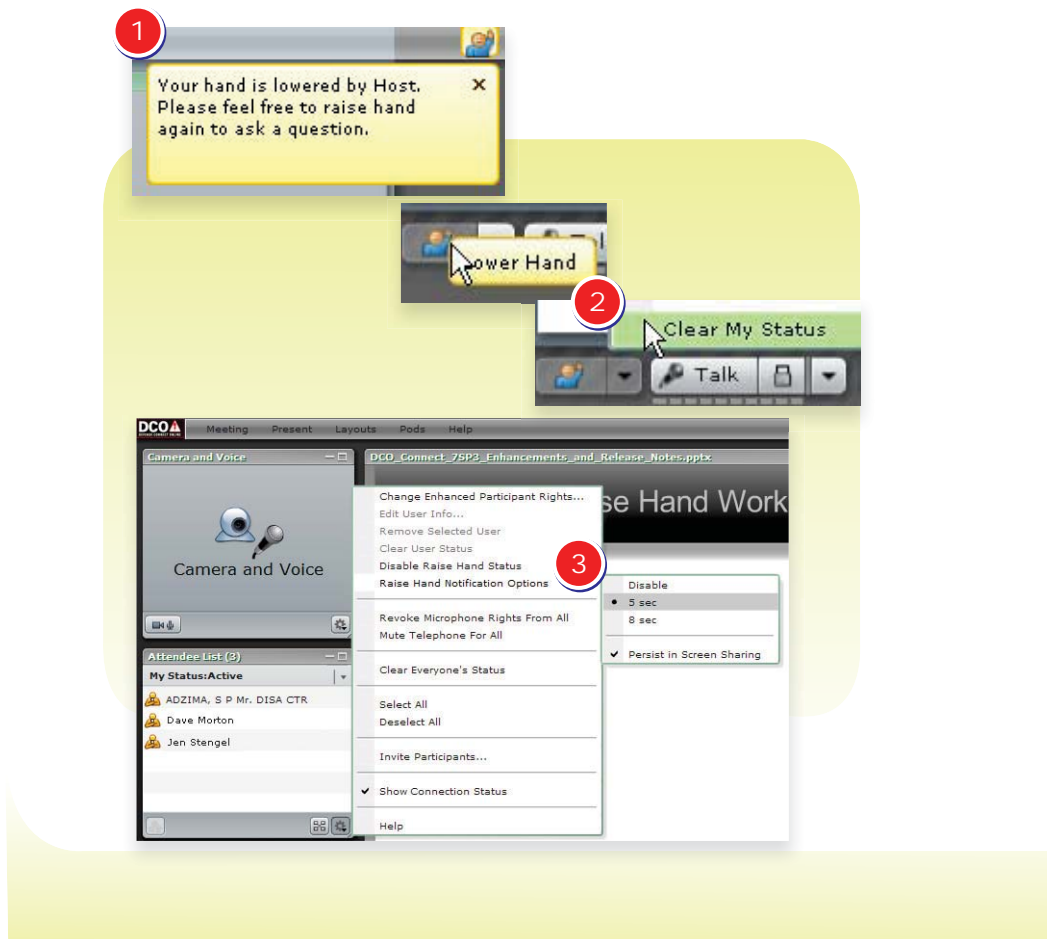 1
Your hand is lowered by Host.
Please feel free to raise hand
again to ask a question.
Hand
2
Clear My Status
Talk
DCO
Meeting Present Layouts Pods Help
Camera and Voice
DCO_Connect_7SP3_Enhancements_and_Release_Notes.pptx
Hand Work
Camera and Voice
Attendee List (3)
My Status:Active
ADZIMA, S P Mr. DISA CTR
Dave Morton
Jen Stengel
Change Enhanced Participant Rights...
Edit User Info...
Remove Selected User
Clear User Status
Disable Raise Hand Status
3
Raise Hand Notification Options
Revoke Microphone Rights From All
Mute Telephone For All
Clear Everyone's Status
Select All
Deselect All
Invite Participants...
Show Connection Status
Help
Disable
5 sec
8 sec
Persist in Screen Sharing